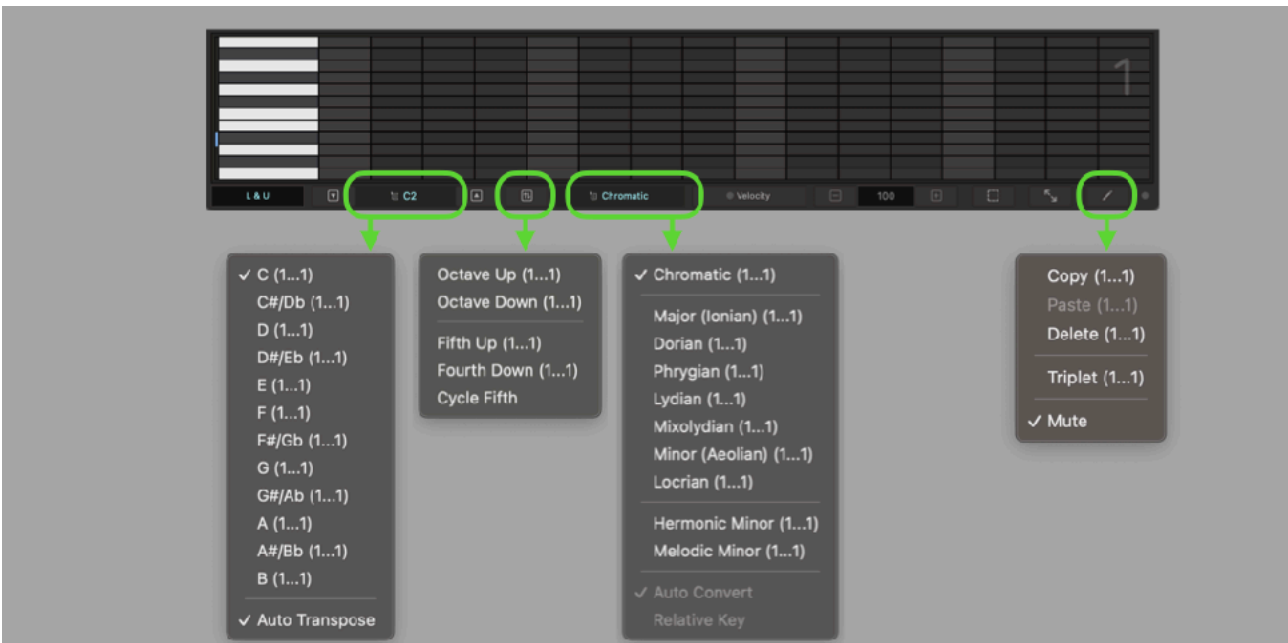 1
L & U C2 Chromatic Velocity 100
✓ C (1...1)
C#/Db (1...1)
D (1...1)
D#/Eb (1...1)
E (1...1)
F (1...1)
F#/Gb (1...1)
G (1...1)
G#/Ab (1...1)
A (1...1)
A#/Bb (1...1)
B (1...1)
✓ Auto Transpose
Octave Up (1...1)
Octave Down (1...1)
Fifth Up (1...1)
Fourth Down (1...1)
Cycle Fifth
✓ Chromatic (1...1)
Major (Ionian) (1...1)
Dorian (1...1)
Phrygian (1...1)
Lydian (1...1)
Mixolydian (1...1)
Minor (Aeolian) (1...1)
Locrian (1...1)
Hermonic Minor (1...1)
Melodic Minor (1...1)
✓ Auto Convert
Relative Key
Copy (1...1)
Paste (1...1)
Delete (1...1)
Triplet (1...1)
✓ Mute